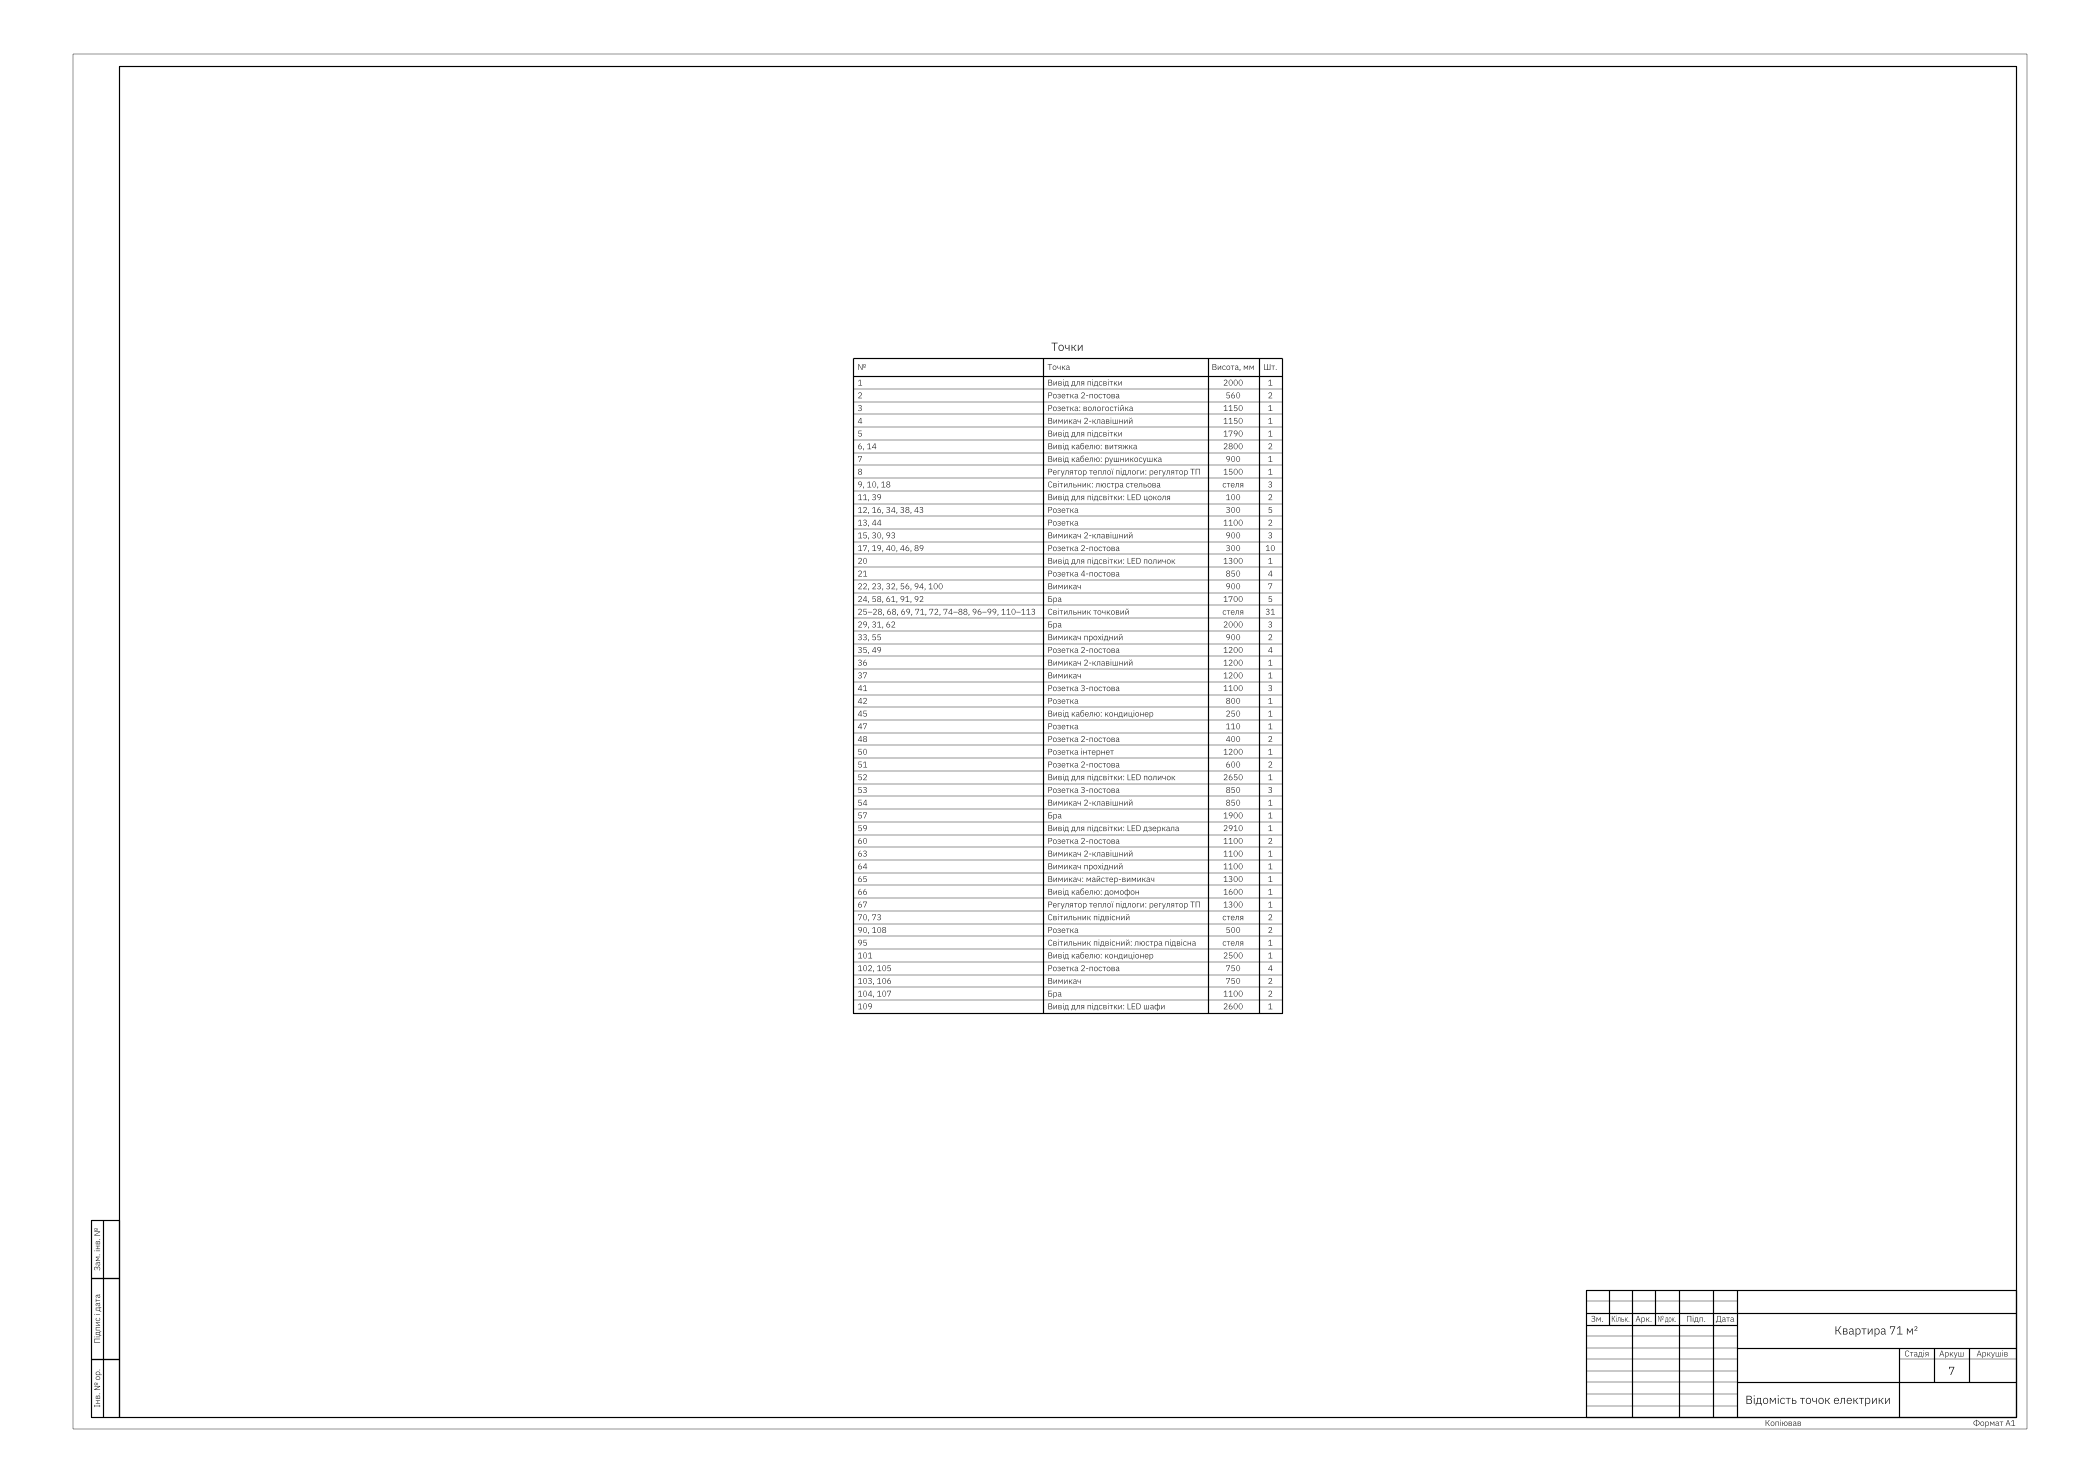 Точки
№ Точка Висота, мм Шт.
1 Вивід для підсвітки 2000 1
2 Розетка 2-постова 560 2
3 Розетка: вологостійка 1150 1
4 Вимикач 2-клавішний 1150 1
5 Вивід для підсвітки 1790 1
6, 14 Вивід кабелю: витяжка 2800 2
7 Вивід кабелю: рушникосушка 900 1
8 Регулятор теплої підлоги: регулятор ТП 1500 1
9, 10, 18 Світильник: люстра стельова стеля 3
11, 39 Вивід для підсвітки: LED цоколя 100 2
12, 16, 34, 38, 43 Розетка 300 5
13, 44 Розетка 1100 2
15, 30, 93 Вимикач 2-клавішний 900 3
17, 19, 40, 46, 89 Розетка 2-постова 300 10
20 Вивід для підсвітки: LED поличок 1300 1
21 Розетка 4-постова 850 4
22, 23, 32, 56, 94, 100 Вимикач 900 7
24, 58, 61, 91, 92 Бра 1700 5
25–28, 68, 69, 71, 72, 74–88, 96–99, 110–113 Світильник точковий стеля 31
29, 31, 62 Бра 2000 3
33, 55 Вимикач прохідний 900 2
35, 49 Розетка 2-постова 1200 4
36 Вимикач 2-клавішний 1200 1
37 Вимикач 1200 1
41 Розетка 3-постова 1100 3
42 Розетка 800 1
45 Вивід кабелю: кондиціонер 250 1
47 Розетка 110 1
48 Розетка 2-постова 400 2
50 Розетка інтернет 1200 1
51 Розетка 2-постова 600 2
52 Вивід для підсвітки: LED поличок 2650 1
53 Розетка 3-постова 850 3
54 Вимикач 2-клавішний 850 1
57 Бра 1900 1
59 Вивід для підсвітки: LED дзеркала 2910 1
60 Розетка 2-постова 1100 2
63 Вимикач 2-клавішний 1100 1
64 Вимикач прохідний 1100 1
65 Вимикач: майстер-вимикач 1300 1
66 Вивід кабелю: домофон 1600 1
67 Регулятор теплої підлоги: регулятор ТП 1300 1
70, 73 Світильник підвісний стеля 2
90, 108 Розетка 500 2
95 Світильник підвісний: люстра підвісна стеля 1
101 Вивід кабелю: кондиціонер 2500 1
102, 105 Розетка 2-постова 750 4
103, 106 Вимикач 750 2
104, 107 Бра 1100 2
109 Вивід для підсвітки: LED шафи 2600 1
Зам. інв. №
Підпис і дата
Інв. № ор.
Зм. Кільк. Арк. № док. Підп. Дата
Квартира 71 м²
Стадія Аркуш Аркушів
7
Відомість точок електрики
Копіював Формат А1